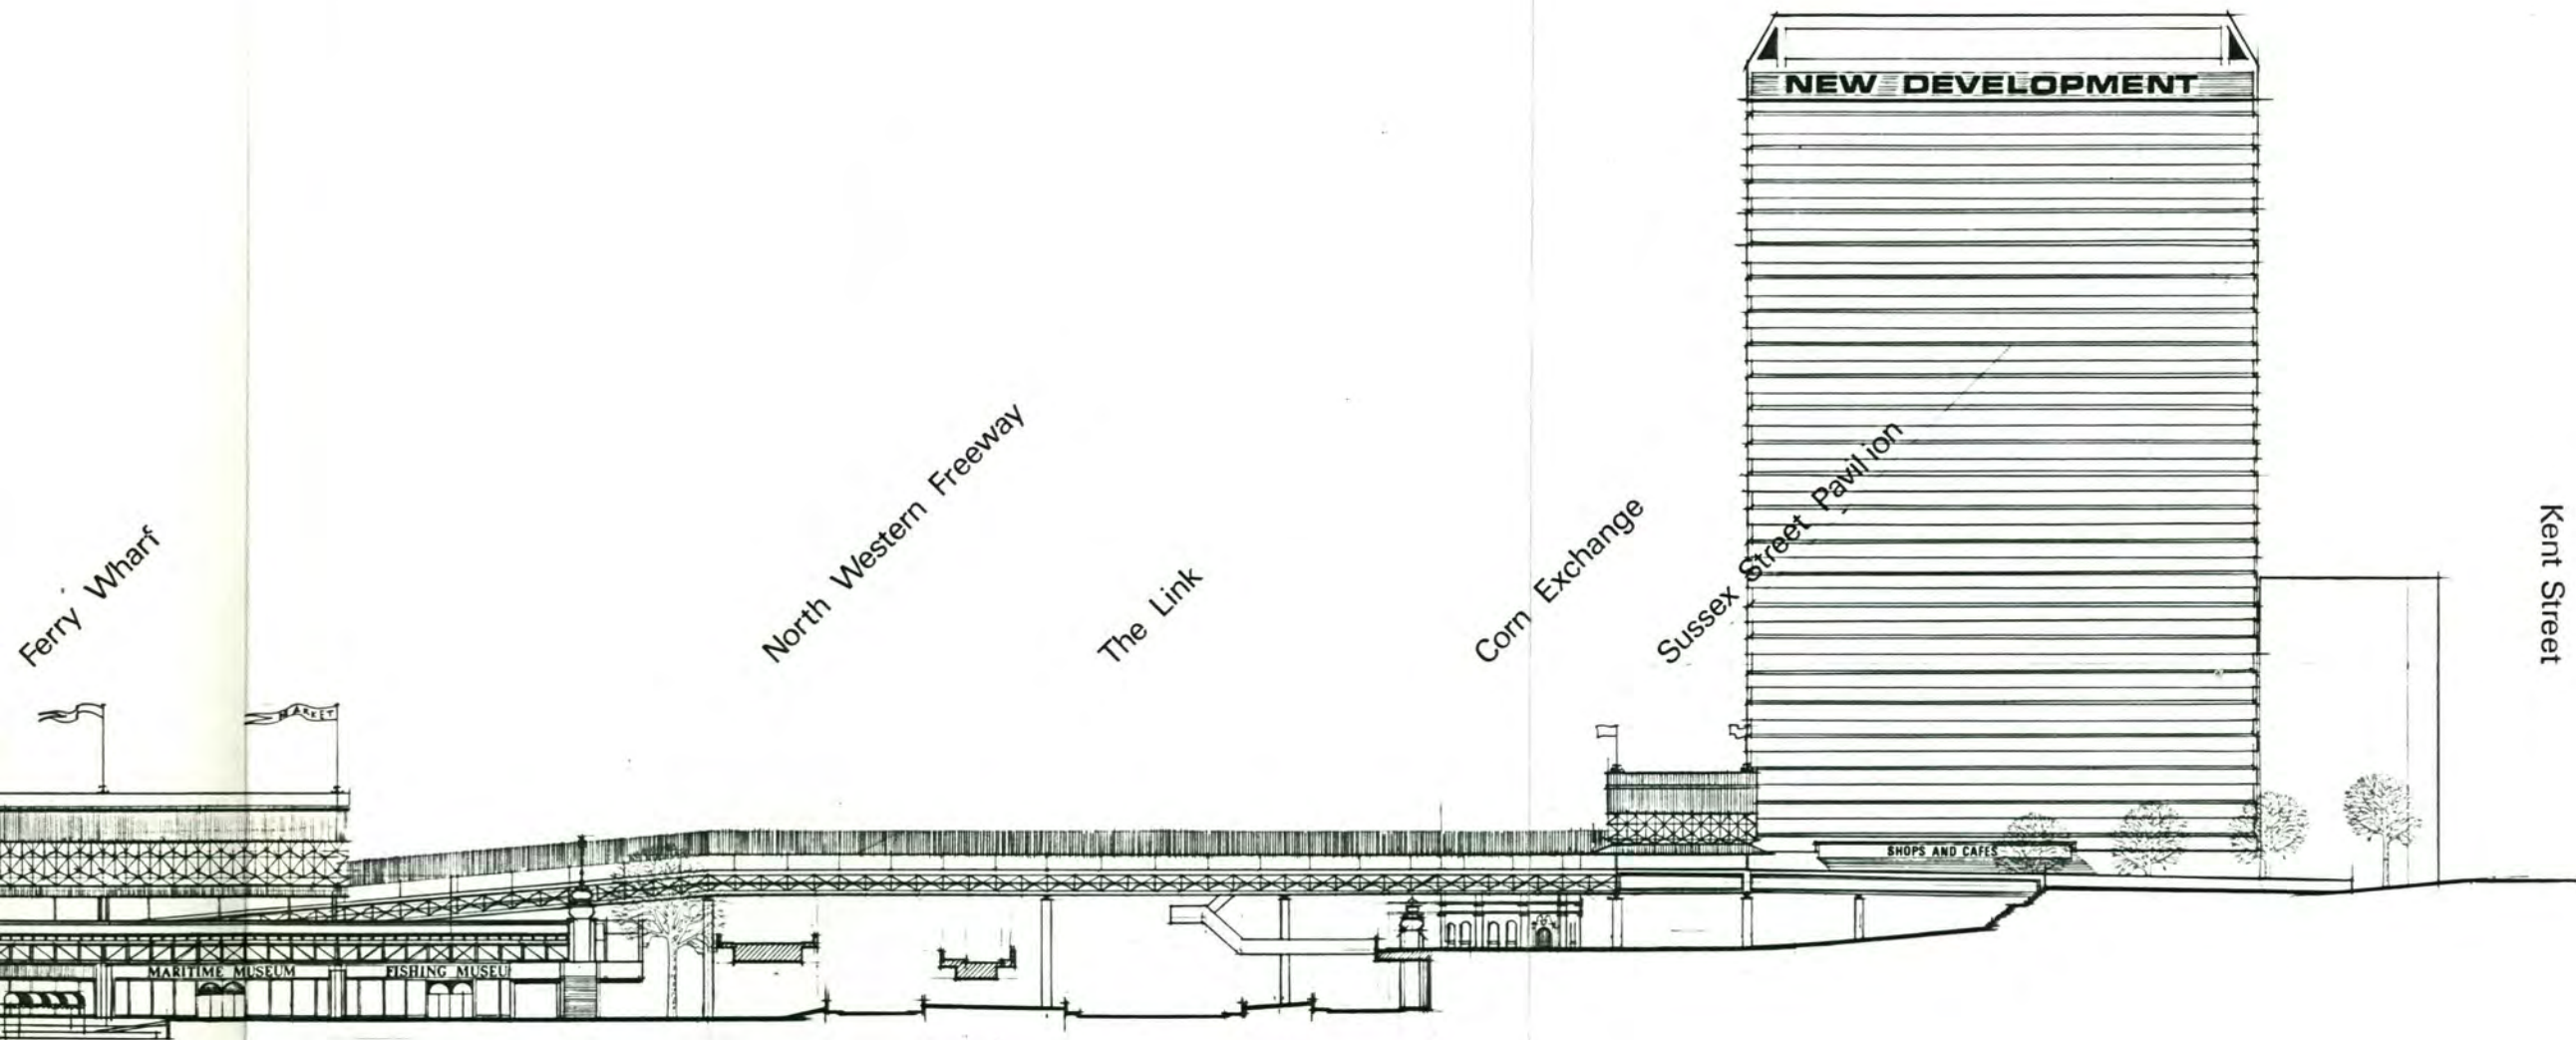 NEW DEVELOPMENT
Ferry Wharf
North Western Freeway
The Link
Corn Exchange
Sussex Street Pavilion
Kent Street
MARKET
SHOPS AND CAFES
MARITIME MUSEUM
FISHING MUSEU